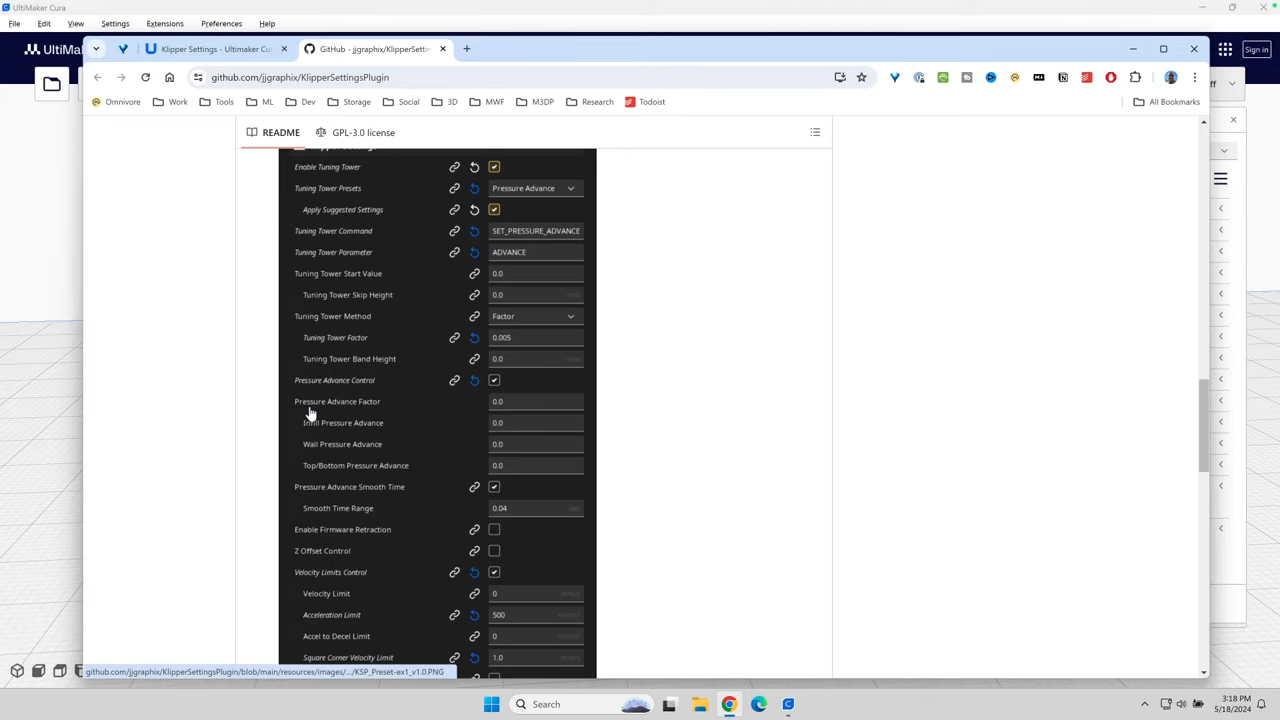 UltiMaker Cura
File Edit View Settings Extensions Preferences Help
UltiM
Klipper Settings - Ultimaker Cu
GitHub - jjgraphix/KlipperSettin
Sign in
github.com/jjgraphix/KlipperSettingsPlugin
ff
Omnivore Work Tools ML Dev Storage Social 3D MWF M3DP Research Todoist All Bookmarks
README GPL-3.0 license
Enable Tuning Tower
Tuning Tower Presets Pressure Advance
Apply Suggested Settings
Tuning Tower Command SET_PRESSURE_ADVANCE
Tuning Tower Parameter ADVANCE
Tuning Tower Start Value 0.0
Tuning Tower Skip Height 0.0
Tuning Tower Method Factor
Tuning Tower Factor 0.005
Tuning Tower Band Height 0.0
Pressure Advance Control
Pressure Advance Factor 0.0
Infill Pressure Advance 0.0
Wall Pressure Advance 0.0
Top/Bottom Pressure Advance 0.0
Pressure Advance Smooth Time
Smooth Time Range 0.04
Enable Firmware Retraction
Z Offset Control
Velocity Limits Control
Velocity Limit 0
Acceleration Limit 500
Accel to Decel Limit 0
Square Corner Velocity Limit 1.0
github.com/jjgraphix/KlipperSettingsPlugin/blob/main/resources/images/.../KSP_Preset-ex1_v1.0.PNG
Search
3:18 PM
5/18/2024